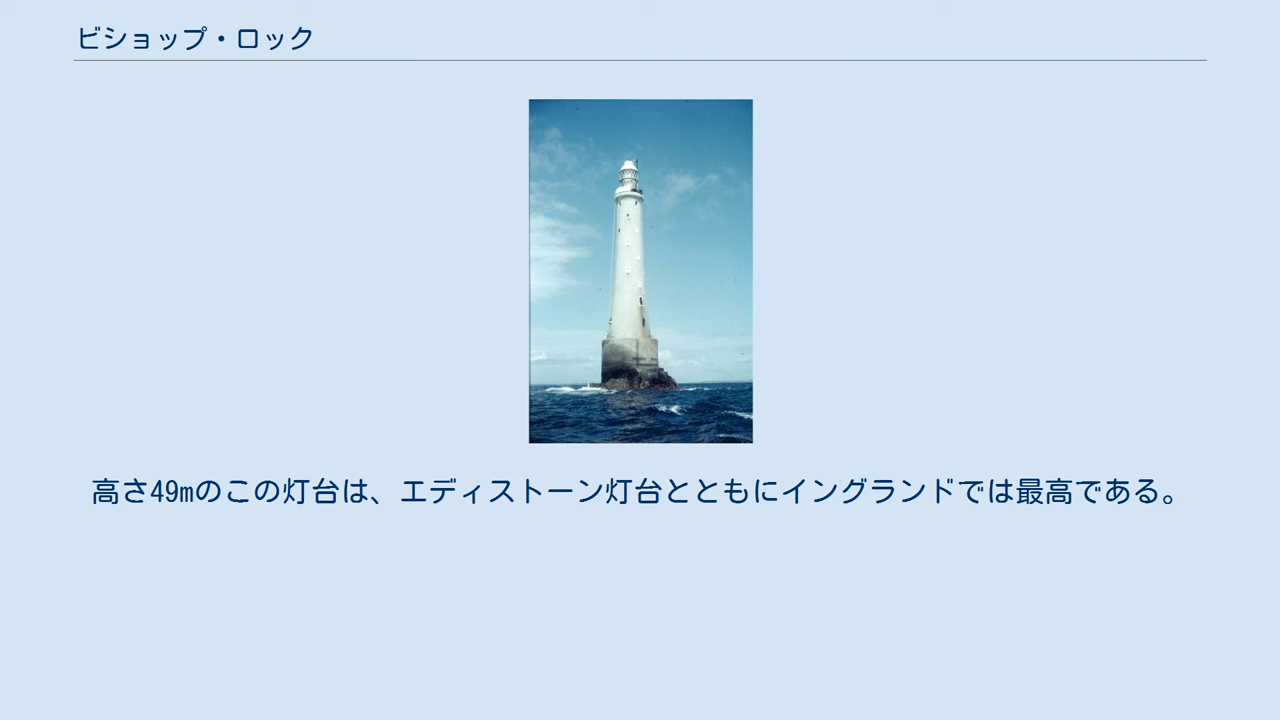 ビショップ・ロック
高さ49mのこの灯台は、エディストーン灯台とともにイングランドでは最高である。